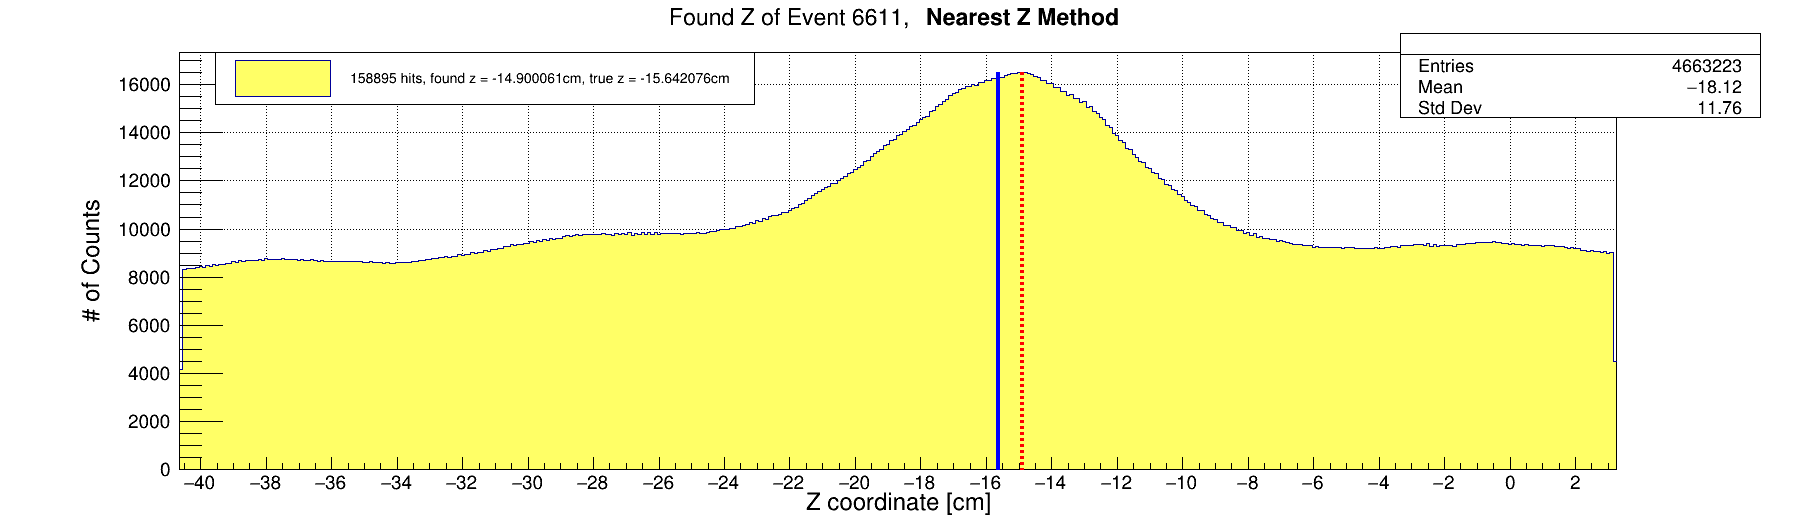 Found Z of Event 6611, Nearest Z Method
158895 hits, found z = -14.900061cm, true z = -15.642076cm
Entries 4663223
Mean −18.12
Std Dev 11.76
# of Counts
16000
14000
12000
10000
8000
6000
4000
2000
0
−40 −38 −36 −34 −32 −30 −28 −26 −24 −22 −20 −18 −16 −14 −12 −10 −8 −6 −4 −2 0 2
Z coordinate [cm]